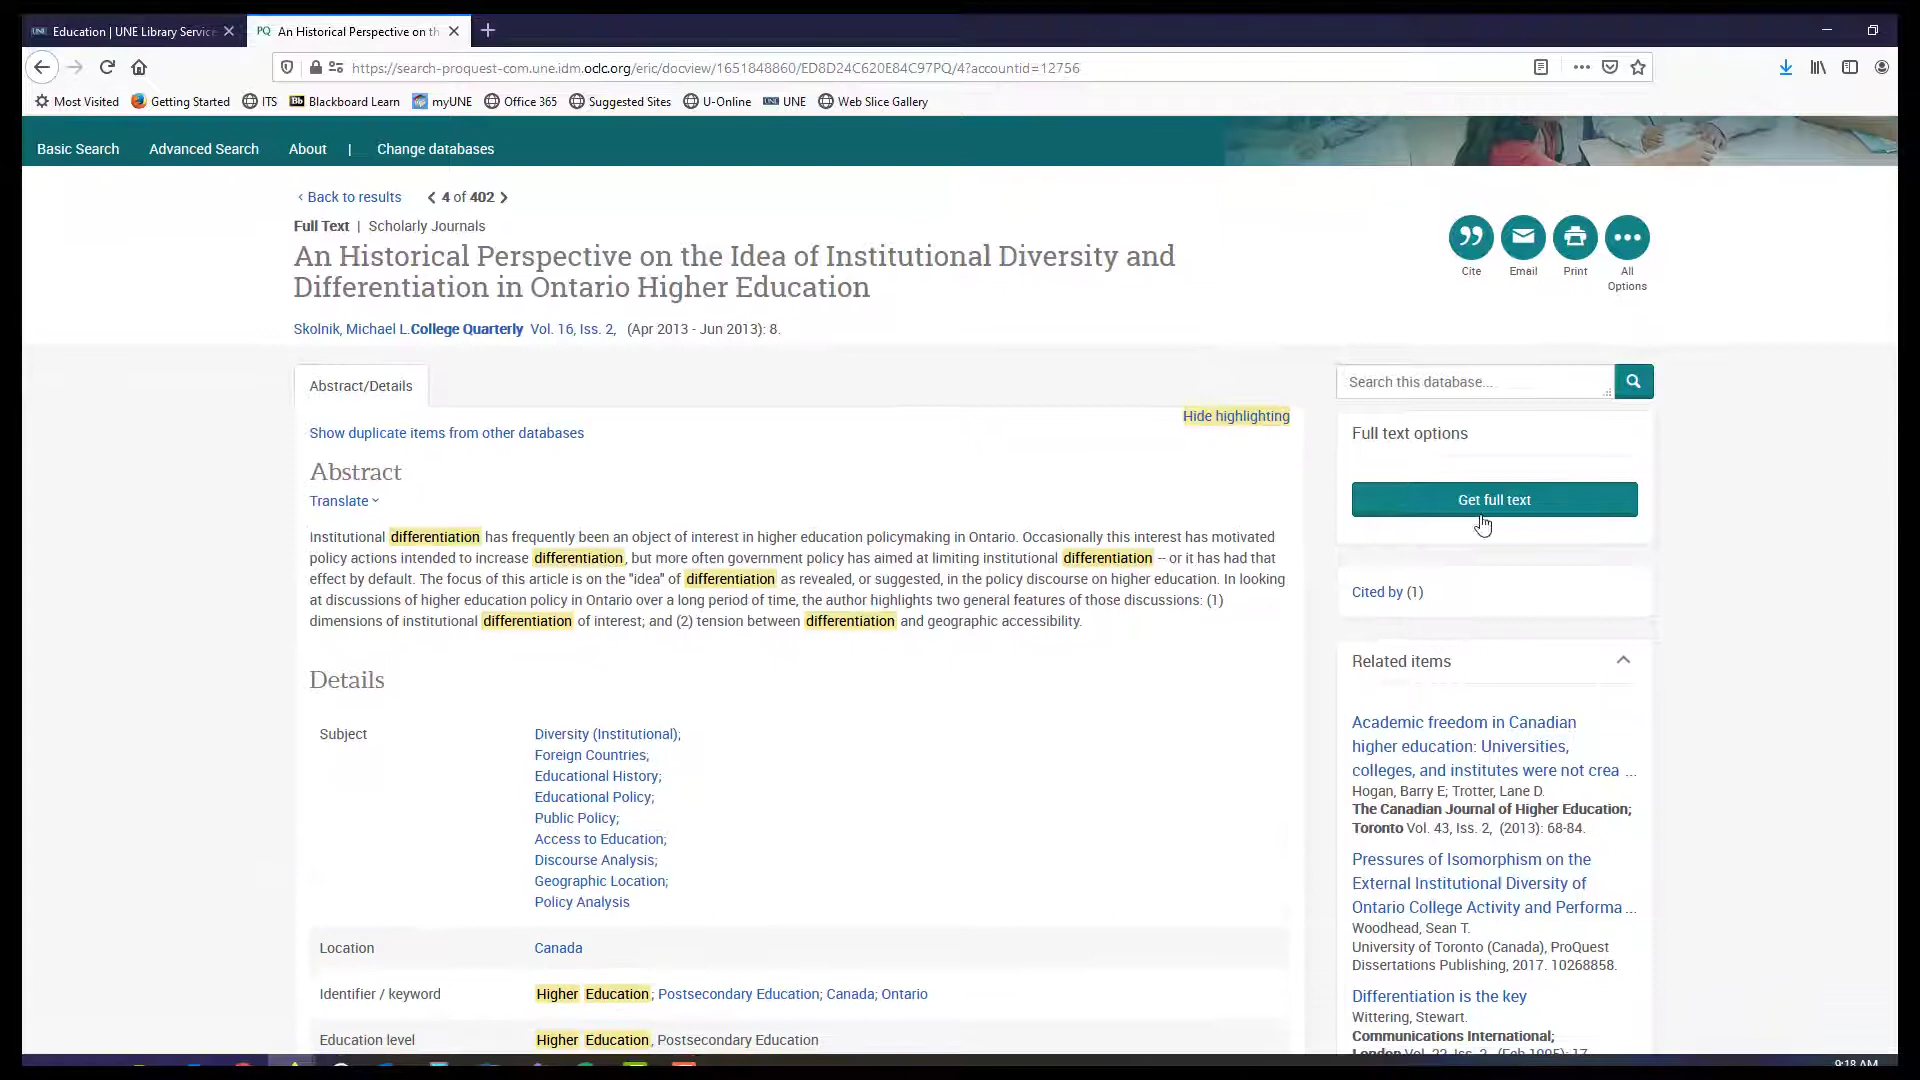 Education | UNE Library Service
PQ An Historical Perspective on th
https://search-proquest-com.une.idm.oclc.org/eric/docview/1651848860/ED8D24C620E84C97PQ/4?accountid=12756
Most Visited Getting Started ITS Bb Blackboard Learn myUNE Office 365 Suggested Sites U-Online UNE UNE Web Slice Gallery
Basic Search Advanced Search About | Change databases
‹ Back to results 4 of 402
Full Text | Scholarly Journals
An Historical Perspective on the Idea of Institutional Diversity and
Differentiation in Ontario Higher Education
Skolnik, Michael L.College Quarterly Vol. 16, Iss. 2, (Apr 2013 - Jun 2013): 8.
Cite Email Print All
Options
Abstract/Details
Hide highlighting
Show duplicate items from other databases
Abstract
Translate
Institutional differentiation has frequently been an object of interest in higher education policymaking in Ontario. Occasionally this interest has motivated
policy actions intended to increase differentiation, but more often government policy has aimed at limiting institutional differentiation -- or it has had that
effect by default. The focus of this article is on the "idea" of differentiation as revealed, or suggested, in the policy discourse on higher education. In looking
at discussions of higher education policy in Ontario over a long period of time, the author highlights two general features of those discussions: (1)
dimensions of institutional differentiation of interest; and (2) tension between differentiation and geographic accessibility.
Details
Subject
Diversity (Institutional);
Foreign Countries;
Educational History;
Educational Policy;
Public Policy;
Access to Education;
Discourse Analysis;
Geographic Location;
Policy Analysis
Location Canada
Identifier / keyword Higher Education; Postsecondary Education; Canada; Ontario
Education level Higher Education, Postsecondary Education
Search this database...
Full text options
Get full text
Cited by (1)
Related items
Academic freedom in Canadian
higher education: Universities,
colleges, and institutes were not crea ...
Hogan, Barry E; Trotter, Lane D.
The Canadian Journal of Higher Education;
Toronto Vol. 43, Iss. 2, (2013): 68-84.
Pressures of Isomorphism on the
External Institutional Diversity of
Ontario College Activity and Performa ...
Woodhead, Sean T.
University of Toronto (Canada), ProQuest
Dissertations Publishing, 2017. 10268858.
Differentiation is the key
Wittering, Stewart.
Communications International;
London Vol. 22, Iss. 2, (Feb 1995): 17.
9:18 AM